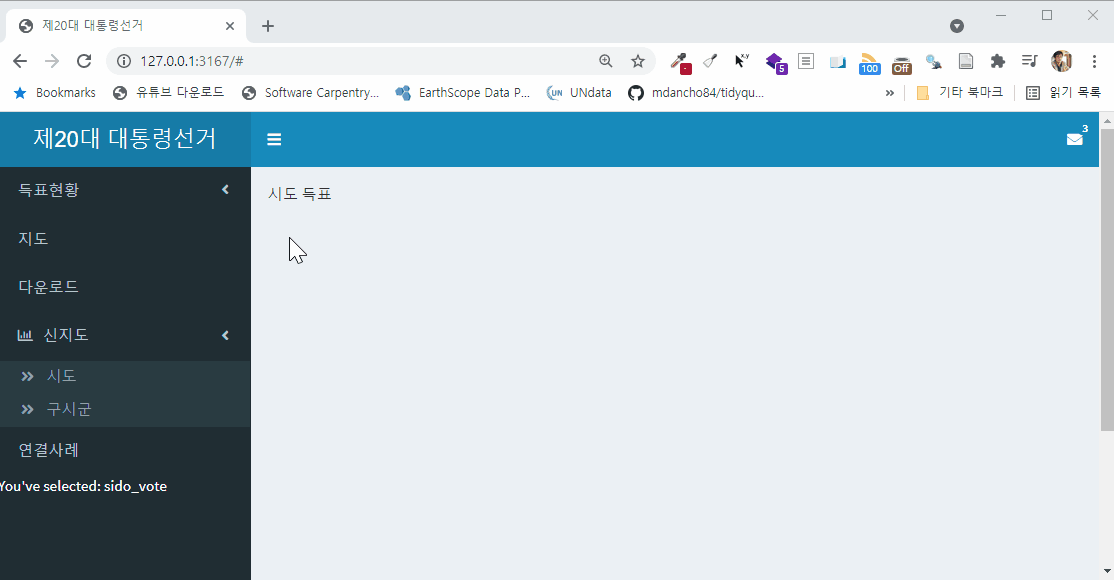 제20대 대통령선거
127.0.0.1:3167/#
5
100
Off
Bookmarks
유튜브 다운로드
Software Carpentry...
EarthScope Data P...
UN
UNdata
mdancho84/tidyqu...
»
기타 북마크
읽기 목록
제20대 대통령선거
3
득표현황
시도 득표
지도
다운로드
신지도
시도
구시군
연결사례
You've selected: sido_vote